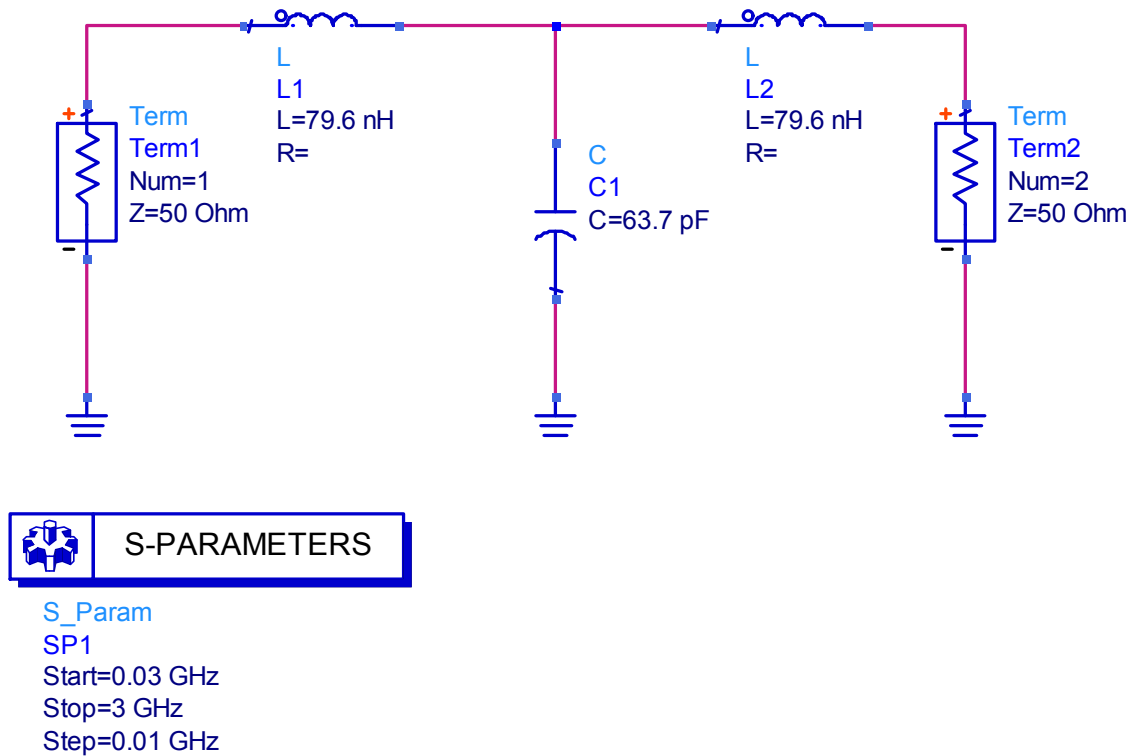 L
L1
L=79.6 nH
R=
L
L2
L=79.6 nH
R=
+
Term
Term1
Num=1
Z=50 Ohm
-
C
C1
C=63.7 pF
+
Term
Term2
Num=2
Z=50 Ohm
-
S-PARAMETERS
S_Param
SP1
Start=0.03 GHz
Stop=3 GHz
Step=0.01 GHz